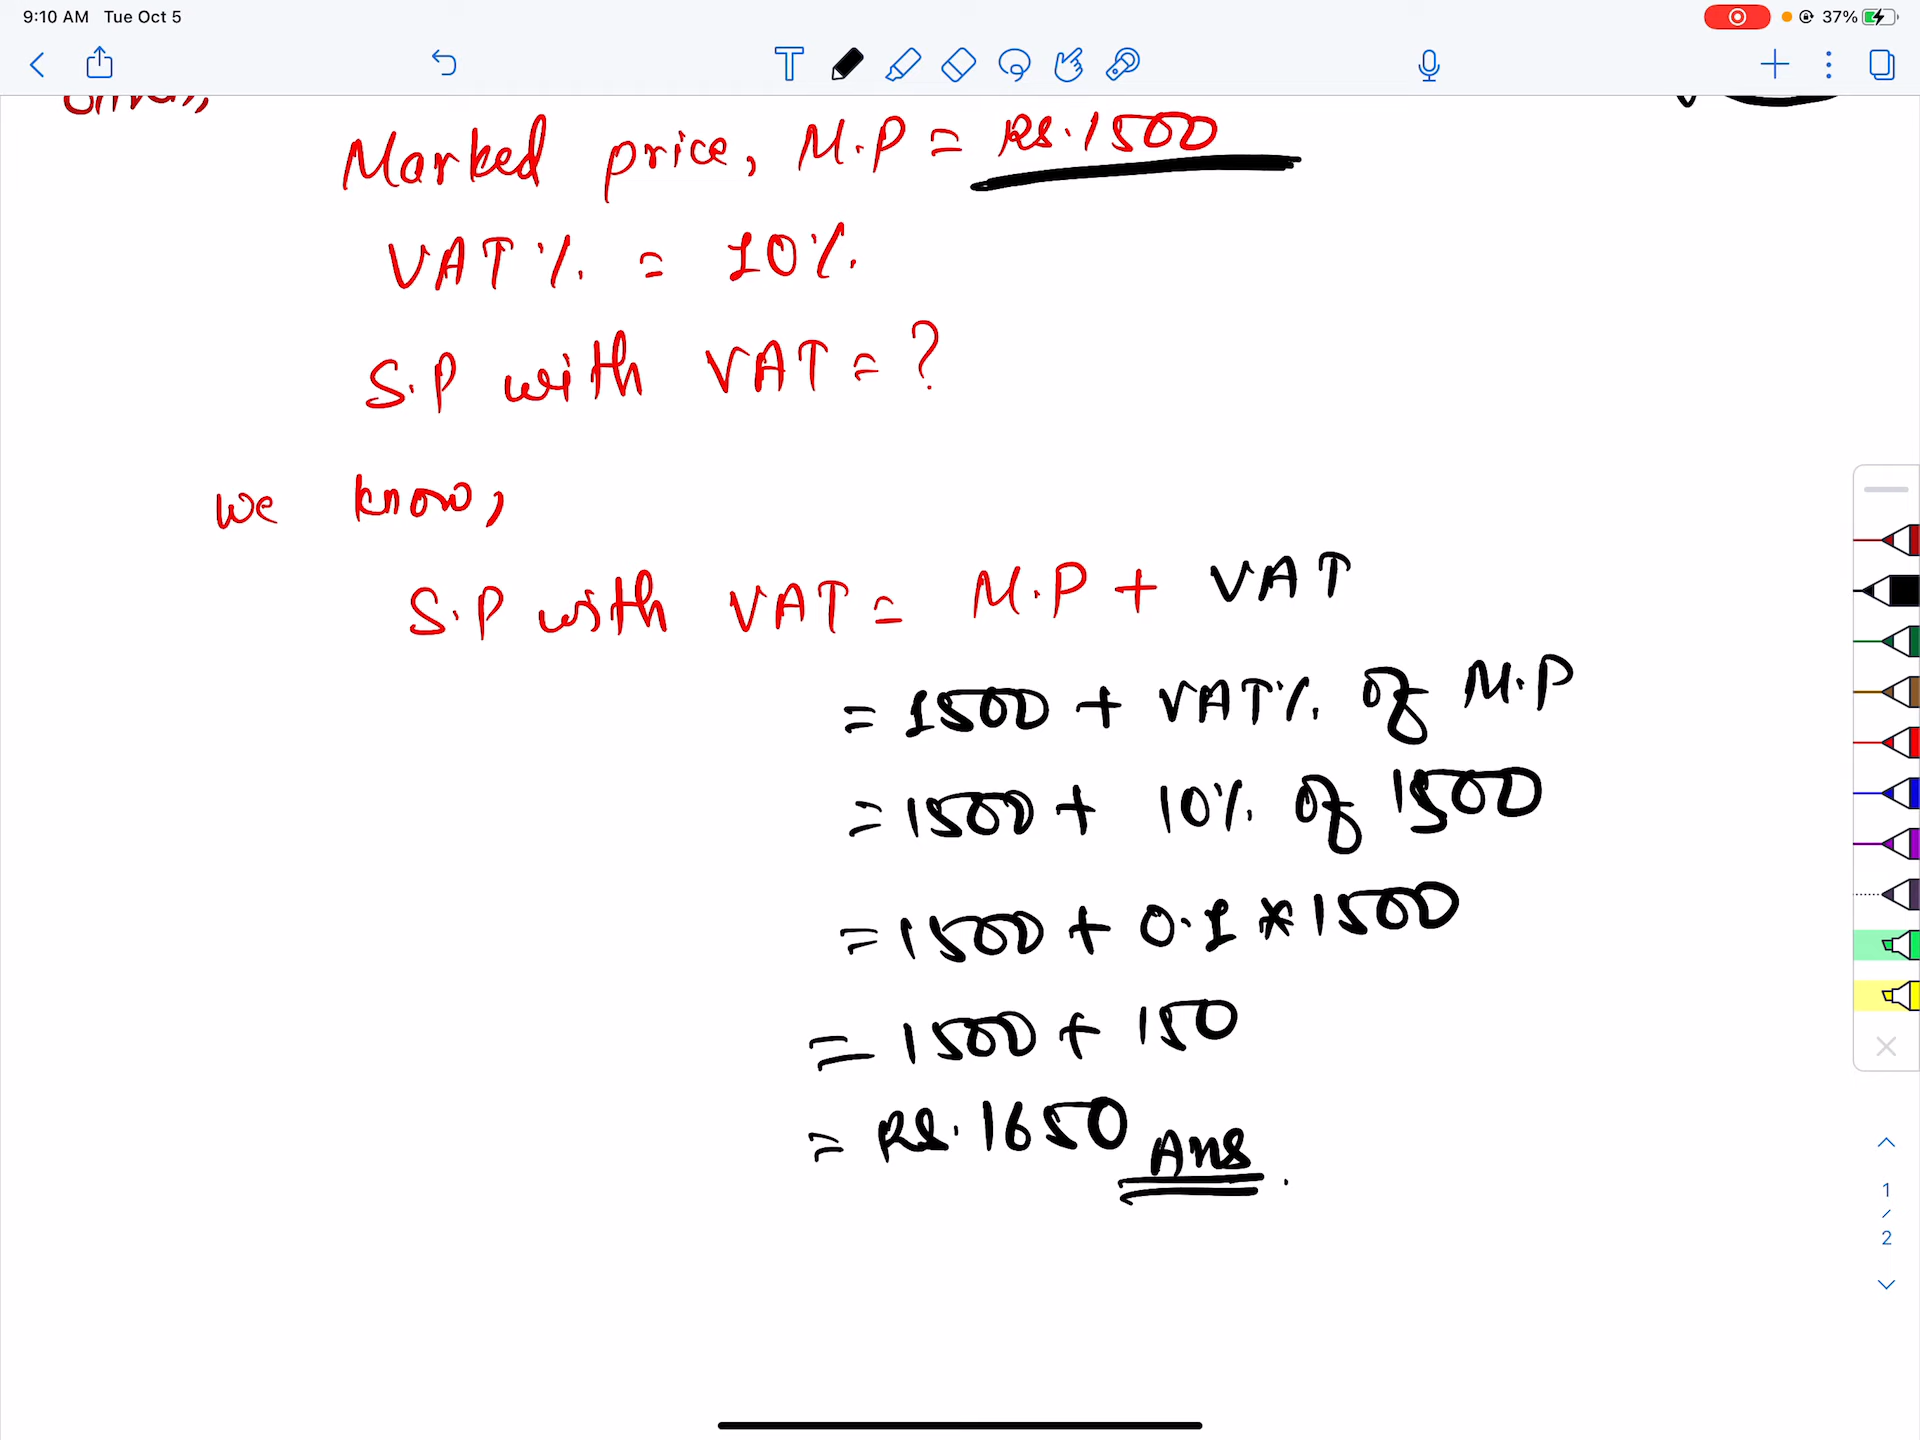 9:10 AM Tue Oct 5
37%
Marked price, M.P = Rs. 1500
VAT % = 10%
S.P with VAT = ?
we know,
S.P with VAT = M.P + VAT
= 1500 + VAT% of M.P
= 1500 + 10% of 1500
= 1500 + 0.1 * 1500
= 1500 + 150
= Rs. 1650 Ans.
1
/
2